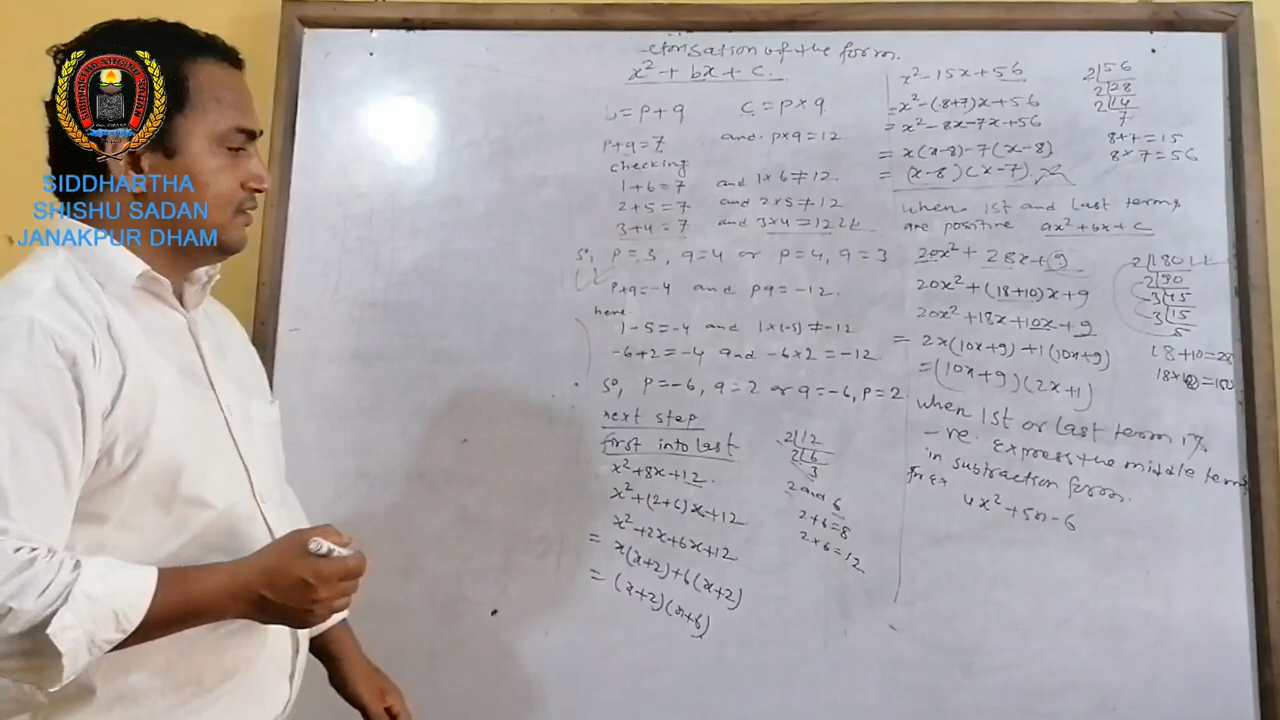 SIDDHARTHA
SHISHU SADAN
JANAKPUR DHAM
ctorisation of the form.
x² + bx + c.
b = p + q c = p × q
p + q = 7 and p × q = 12
checking
1 + 6 = 7 and 1 × 6 ≠ 12.
2 + 5 = 7 and 2 × 5 ≠ 12
3 + 4 = 7 and 3 × 4 = 12
So, p = 3, q = 4 or p = 4, q = 3
p + q = -4 and pq = -12.
here
1 - 5 = -4 and 1 × (-5) ≠ -12
-6 + 2 = -4 and -6 × 2 = -12
So, p = -6, q = 2 or q = -6, p = 2.
next step
first into last
x² + 8x + 12.
x² + (2+6)x + 12
= x² + 2x + 6x + 12
= x(x+2) + 6(x+2)
(x+2)(x+6)
2 | 12
2 | 6
3
2 and 6
2 + 6 = 8
2 × 6 = 12
x² - 15x + 56
= x² - (8+7)x + 56
= x² - 8x - 7x + 56
= x(x-8) - 7(x-8)
= (x-8)(x-7).
2 | 56
2 | 28
2 | 14
7
8 + 7 = 15
8 × 7 = 56
when 1st and last terms
are positive ax² + bx + c
20x² + 28x + 9
20x² + (18+10)x + 9
20x² + 18x + 10x + 9
= 2x(10x+9) + 1(10x+9)
= (10x+9)(2x+1)
2 | 180
2 | 90
3 | 45
3 | 15
5
18 + 10 = 28
when 1st or last term is
-ve. Express the middle term
in subtraction form.
4x² + 5x - 6